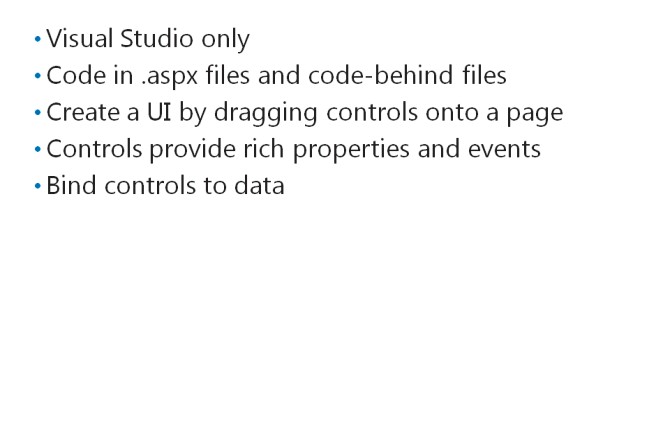 • Visual Studio only
• Code in .aspx files and code-behind files
• Create a UI by dragging controls onto a page
• Controls provide rich properties and events
• Bind controls to data